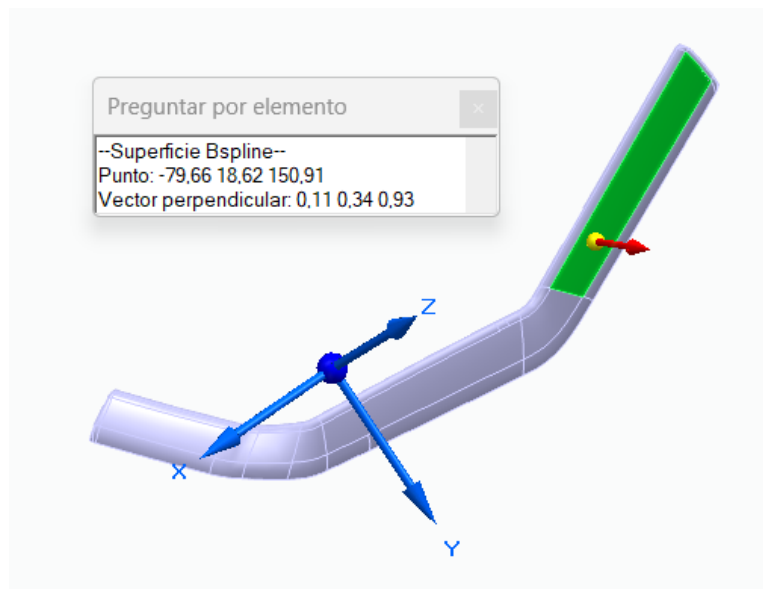 Preguntar por elemento
×
--Superficie Bspline--
Punto: -79,66 18,62 150,91
Vector perpendicular: 0,11 0,34 0,93
Z
X
Y